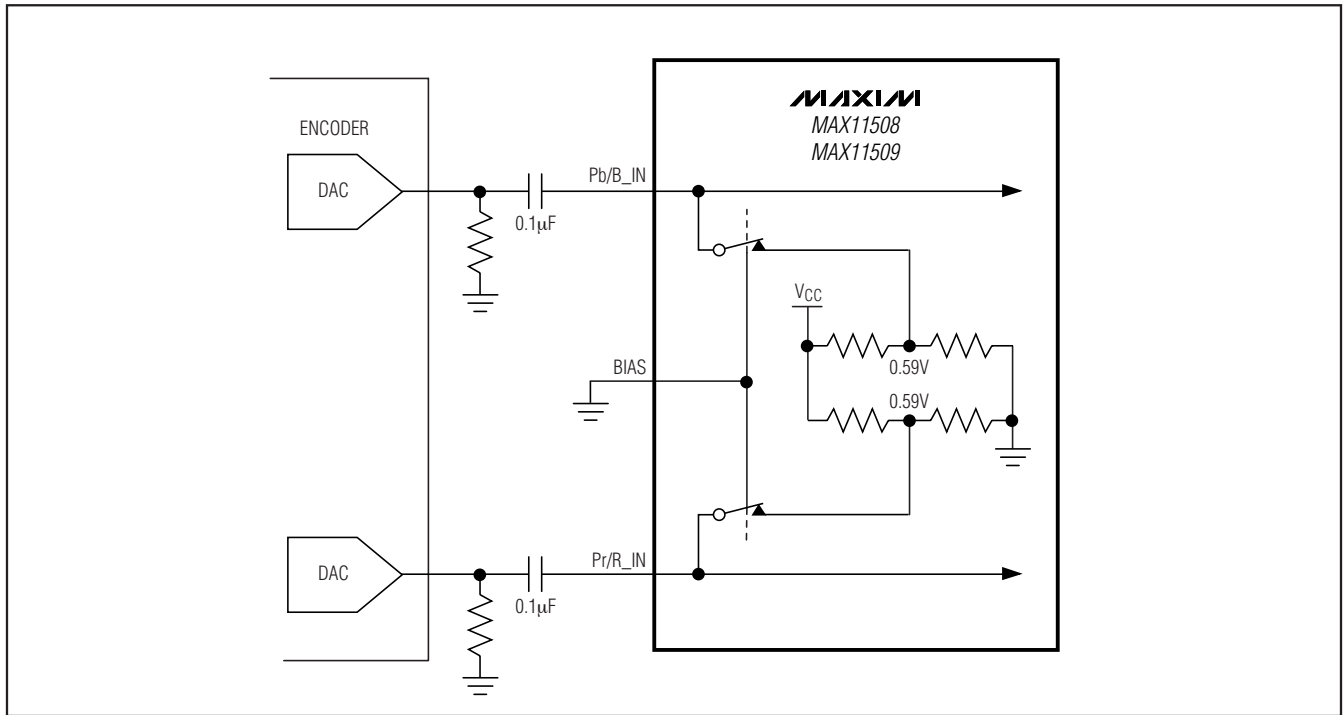 MAXIM
MAX11508
MAX11509
ENCODER
DAC
Pb/B_IN
0.1µF
VCC
0.59V
BIAS
0.59V
DAC
Pr/R_IN
0.1µF